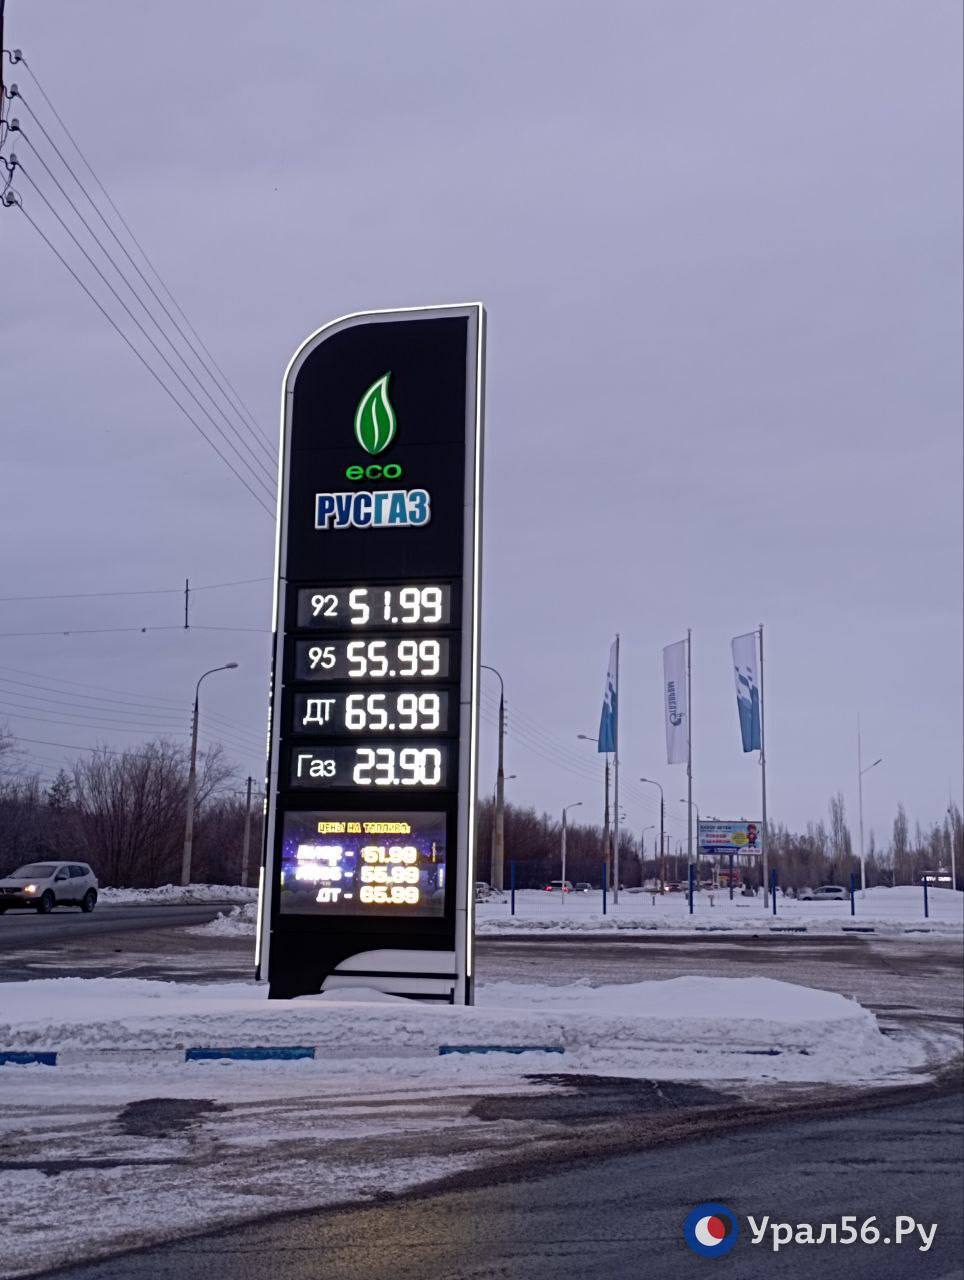 eco
РУСГАЗ
92 51.99
95 55.99
ДТ 65.99
Газ 23.90
ЦЕНЫ НА ТОПЛИВО:
51.99
55.99
ДТ - 65.99
Урал56.Ру